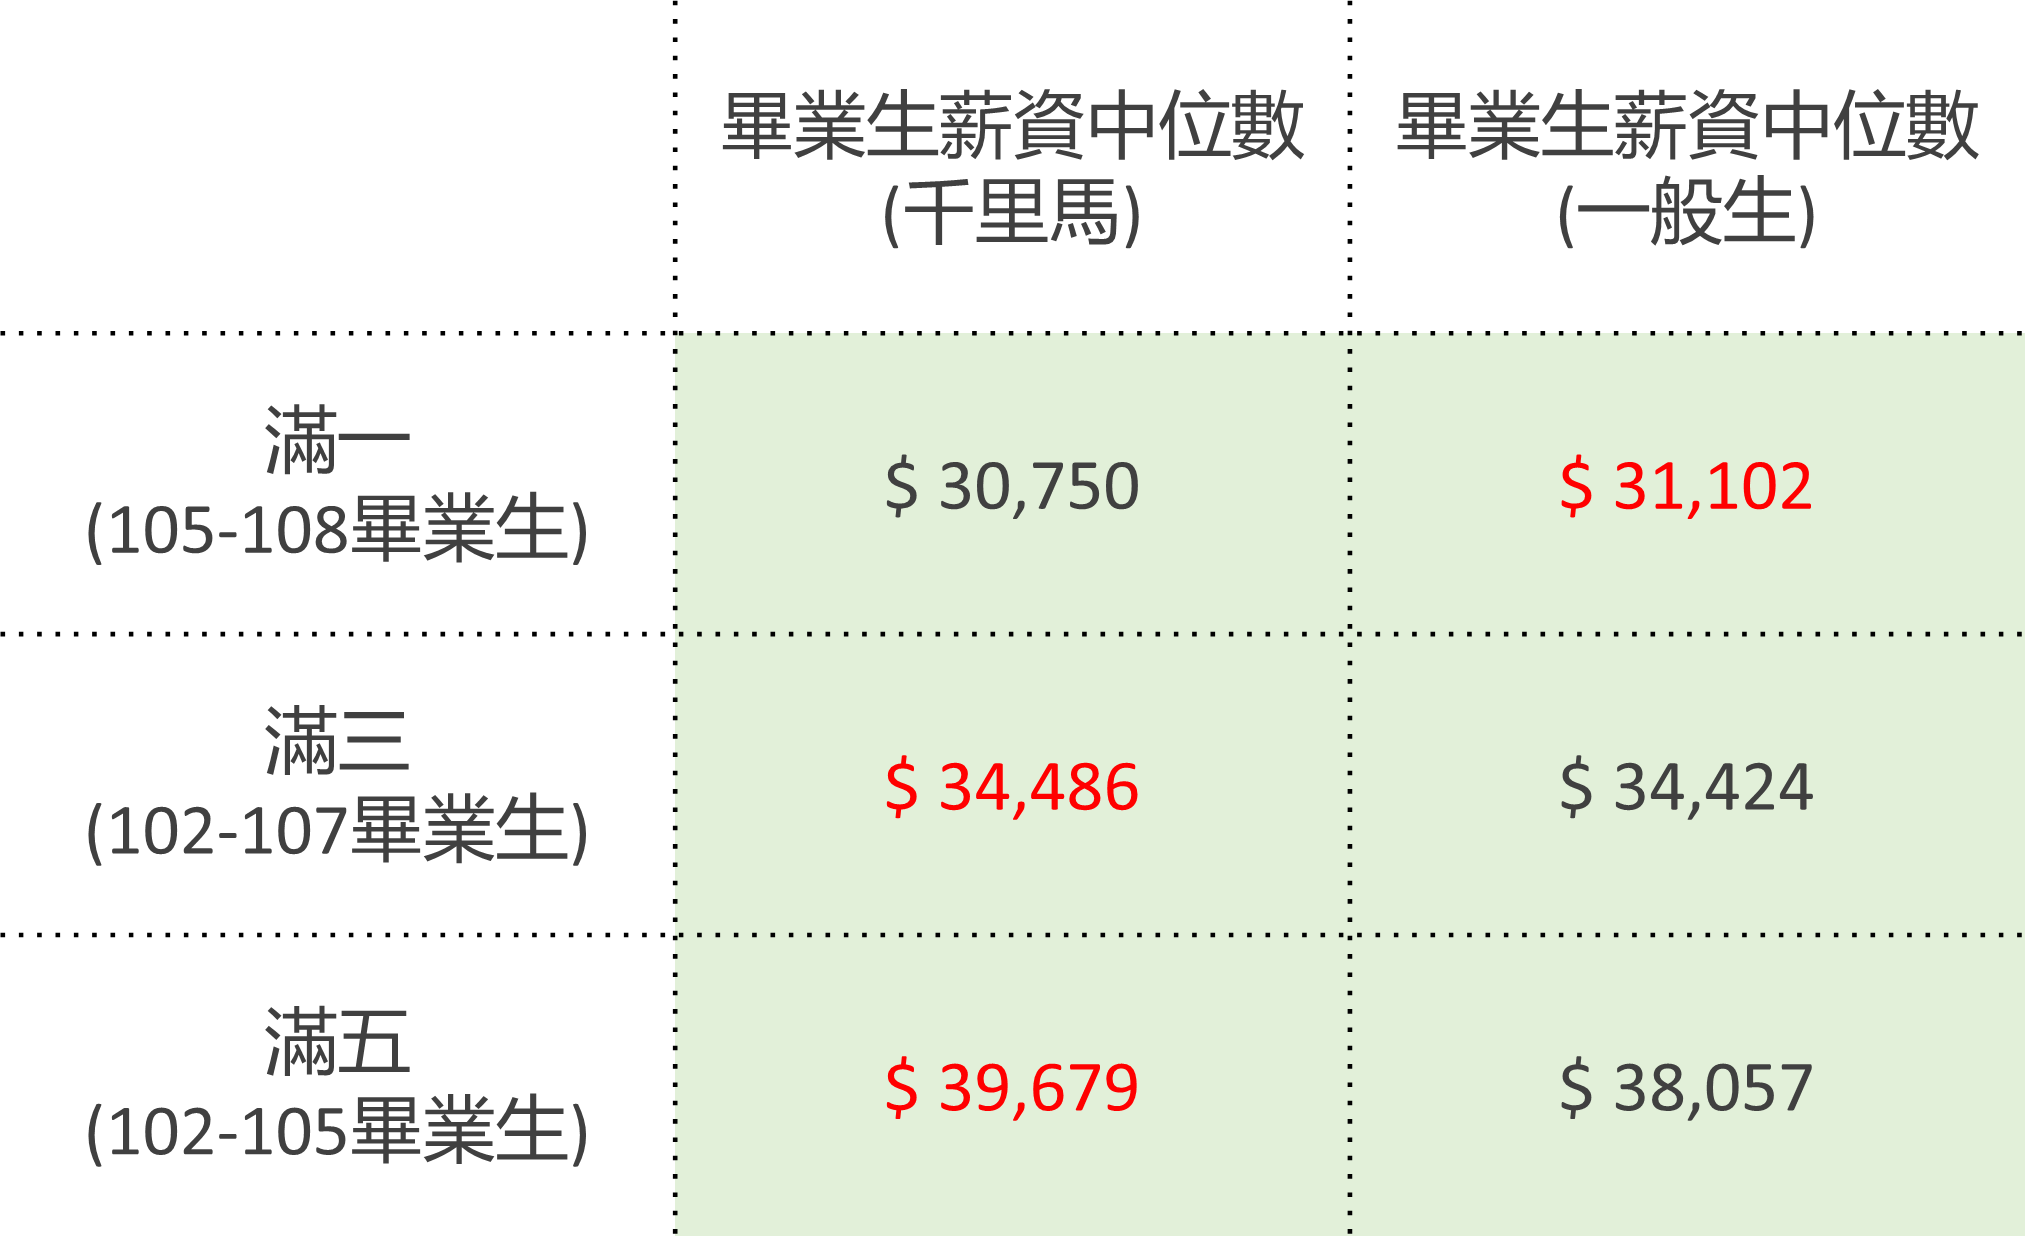 畢業生薪資中位數
(千里馬)
畢業生薪資中位數
(一般生)
滿一
(105-108畢業生)
$ 30,750
$ 31,102
滿三
(102-107畢業生)
$ 34,486
$ 34,424
滿五
(102-105畢業生)
$ 39,679
$ 38,057